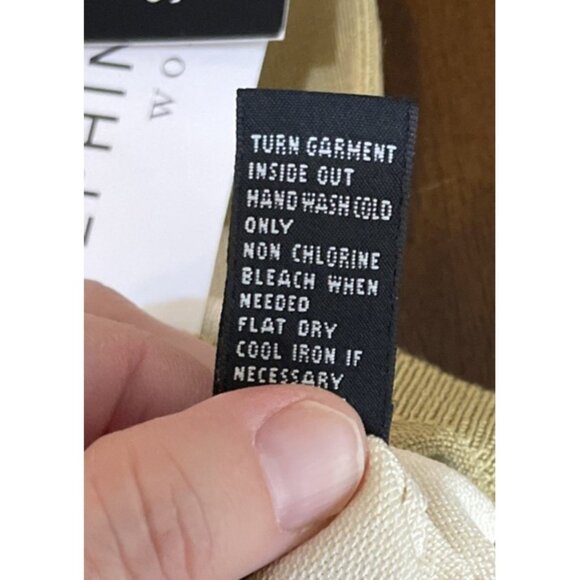 TURN GARMENT
INSIDE OUT
HAND WASH COLD
ONLY
NON CHLORINE
BLEACH WHEN
NEEDED
FLAT DRY
COOL IRON IF
NECESSARY